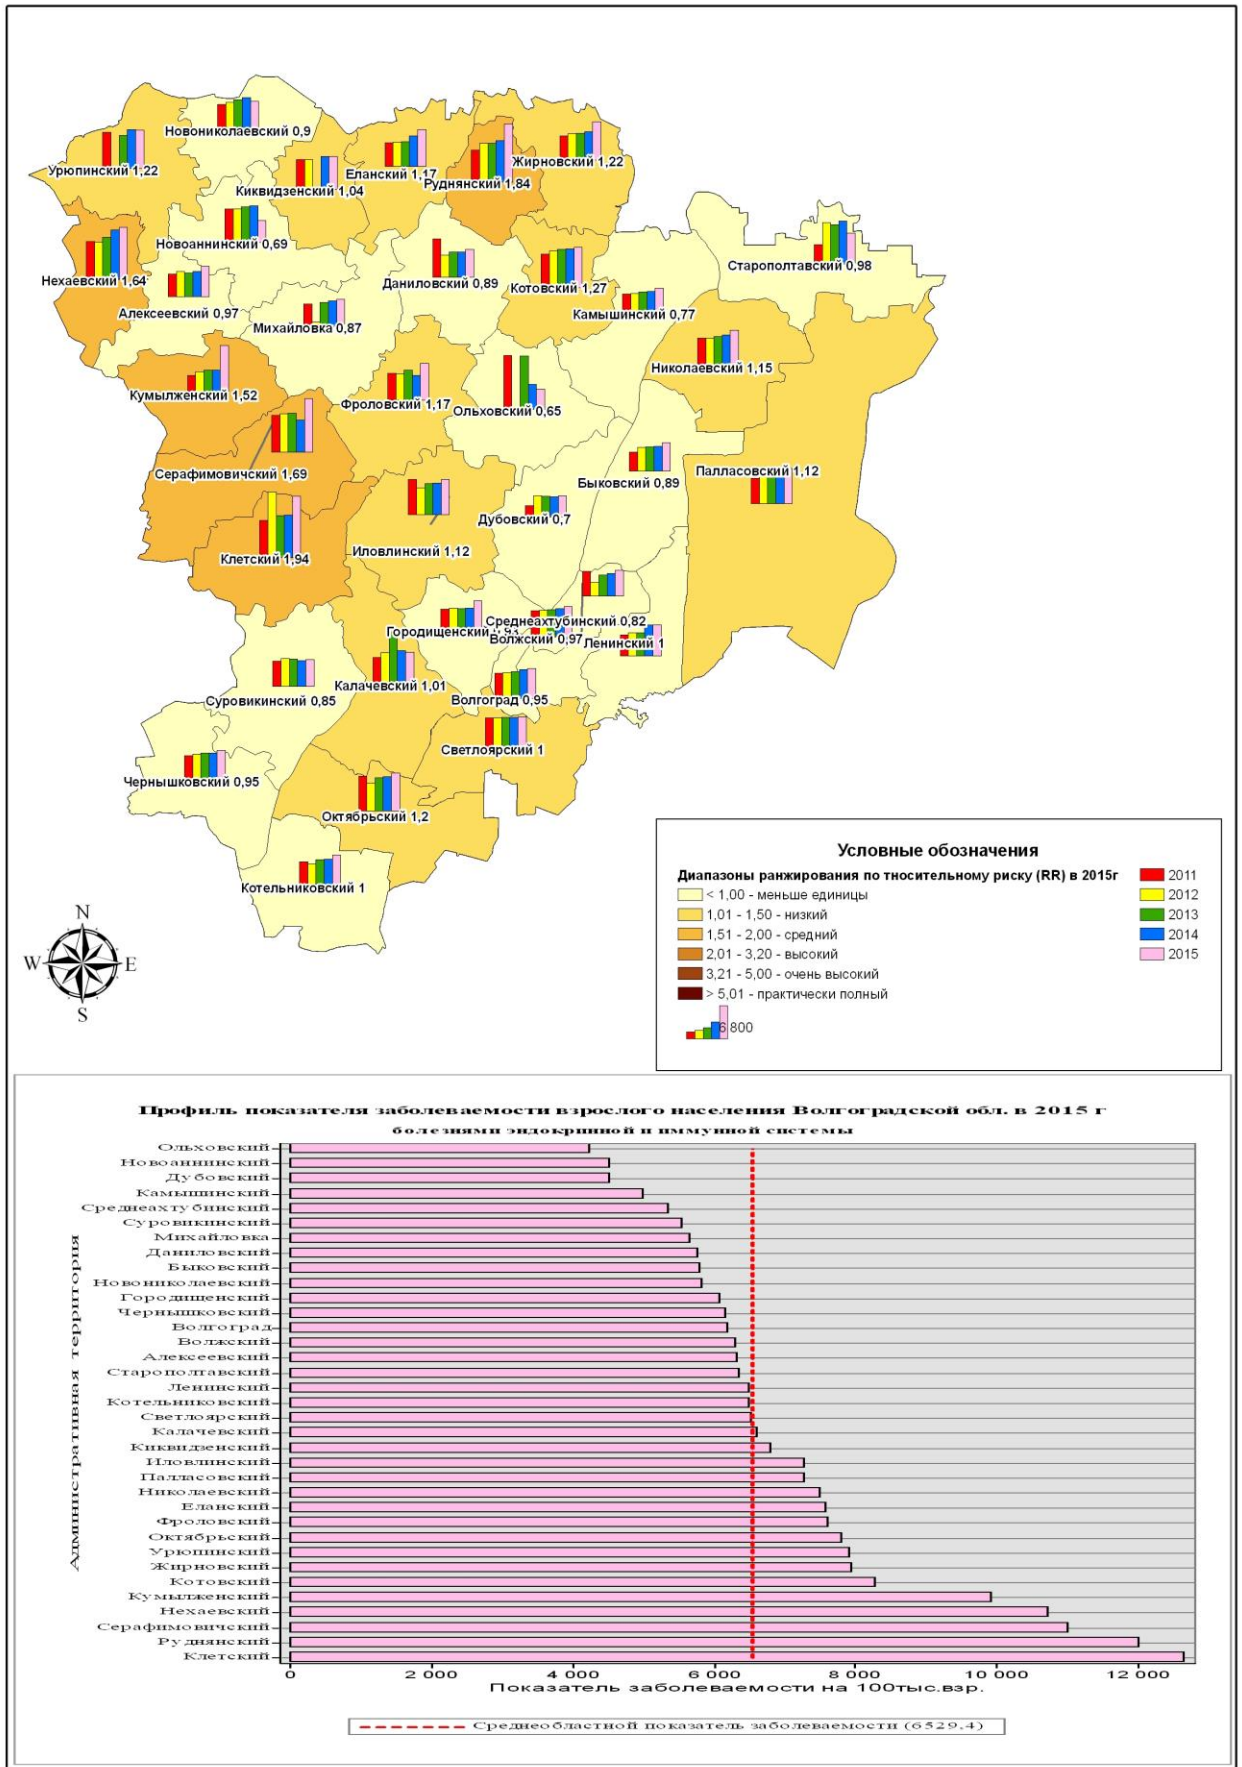 Новониколаевский 0,9
Урюпинский 1,22
Киквидзенский 1,04
Еланский 1,17
Руднянский 1,84
Жирновский 1,22
Новоаннинский 0,69
Нехаевский 1,64
Алексеевский 0,97
Михайловка 0,87
Даниловский 0,89
Котовский 1,27
Камышинский 0,77
Старополтавский 0,98
Николаевский 1,15
Кумылженский 1,52
Фроловский 1,17
Ольховский 0,65
Серафимовичский 1,69
Быковский 0,89
Палласовский 1,12
Клетский 1,94
Иловлинский 1,12
Дубовский 0,7
Городищенский
Среднеахтубинский 0,82
Волжский 0,97
Ленинский 1
Суровикинский 0,85
Калачевский 1,01
Волгоград 0,95
Светлоярский 1
Чернышковский 0,95
Октябрьский 1,2
Котельниковский 1
N
W E
S
Условные обозначения
Диапазоны ранжирования по тносительному риску (RR) в 2015г
< 1,00 - меньше единицы
1,01 - 1,50 - низкий
1,51 - 2,00 - средний
2,01 - 3,20 - высокий
3,21 - 5,00 - очень высокий
> 5,01 - практически полный
6 800
2011
2012
2013
2014
2015
Профиль показателя заболеваемости взрослого населения Волгоградской обл. в 2015 г
болезнями эндокринной и иммунной системы
Административная территория
Ольховский
Новоаннинский
Дубовский
Камышинский
Среднеахтубинский
Суровикинский
Михайловка
Даниловский
Быковский
Новониколаевский
Городищенский
Чернышковский
Волгоград
Волжский
Алексеевский
Старополтавский
Ленинский
Котельниковский
Светлоярский
Калачевский
Киквидзенский
Иловлинский
Палласовский
Николаевский
Еланский
Фроловский
Октябрьский
Урюпинский
Жирновский
Котовский
Кумылженский
Нехаевский
Серафимовичский
Руднянский
Клетский
0 2 000 4 000 6 000 8 000 10 000 12 000
Показатель заболеваемости на 100тыс.взр.
Среднеобластной показатель заболеваемости (6529.4)